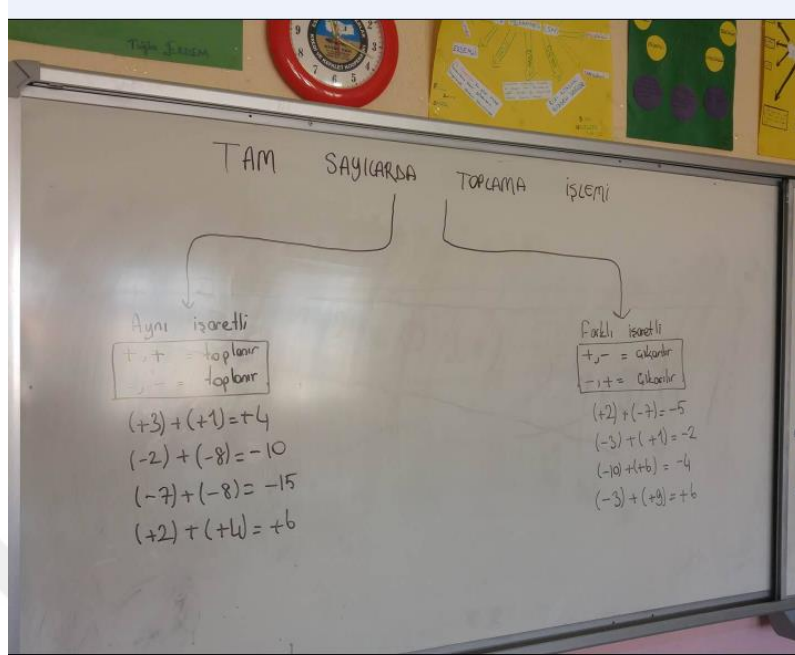 TAM SAYILARDA TOPLAMA İŞLEMİ
Aynı işaretli
+,+ = toplanır
-,- = toplanır
(+3)+(+1)=+4
(-2)+(-8)=-10
(-7)+(-8)=-15
(+2)+(+4)=+6
Farklı işaretli
+,- = Çıkarılır
-,+ = Çıkarılır
(+2)+(-7)=-5
(-3)+(+1)=-2
(-10)+(+6)=-4
(-3)+(+9)=+6